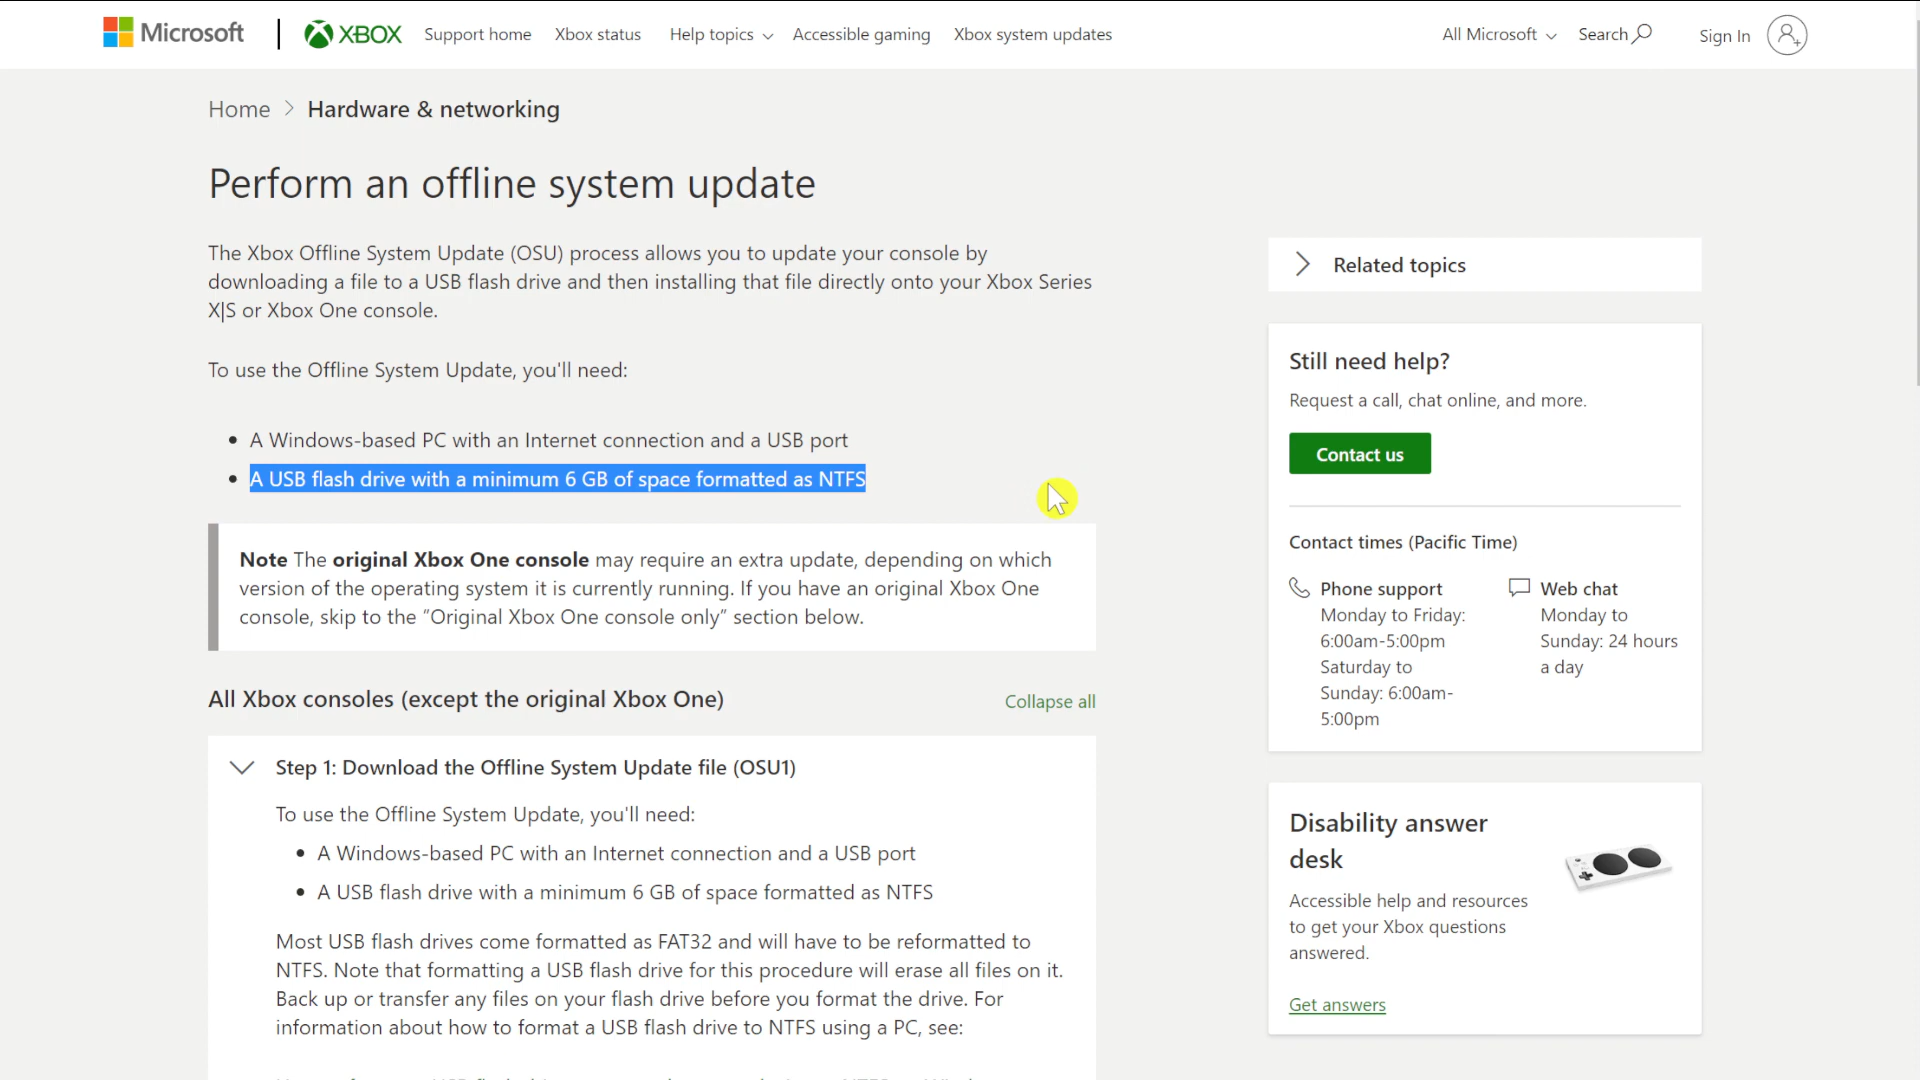 Microsoft
XBOX
Support home
Xbox status
Help topics
Accessible gaming
Xbox system updates
All Microsoft
Search
Sign In
Home
Hardware & networking
Perform an offline system update
The Xbox Offline System Update (OSU) process allows you to update your console by
downloading a file to a USB flash drive and then installing that file directly onto your Xbox Series
X|S or Xbox One console.
To use the Offline System Update, you'll need:
• A Windows-based PC with an Internet connection and a USB port
• A USB flash drive with a minimum 6 GB of space formatted as NTFS
Note The original Xbox One console may require an extra update, depending on which
version of the operating system it is currently running. If you have an original Xbox One
console, skip to the “Original Xbox One console only” section below.
All Xbox consoles (except the original Xbox One)
Collapse all
Step 1: Download the Offline System Update file (OSU1)
To use the Offline System Update, you'll need:
• A Windows-based PC with an Internet connection and a USB port
• A USB flash drive with a minimum 6 GB of space formatted as NTFS
Most USB flash drives come formatted as FAT32 and will have to be reformatted to
NTFS. Note that formatting a USB flash drive for this procedure will erase all files on it.
Back up or transfer any files on your flash drive before you format the drive. For
information about how to format a USB flash drive to NTFS using a PC, see:
Related topics
Still need help?
Request a call, chat online, and more.
Contact us
Contact times (Pacific Time)
Phone support
Monday to Friday:
6:00am-5:00pm
Saturday to
Sunday: 6:00am-
5:00pm
Web chat
Monday to
Sunday: 24 hours
a day
Disability answer
desk
Accessible help and resources
to get your Xbox questions
answered.
Get answers